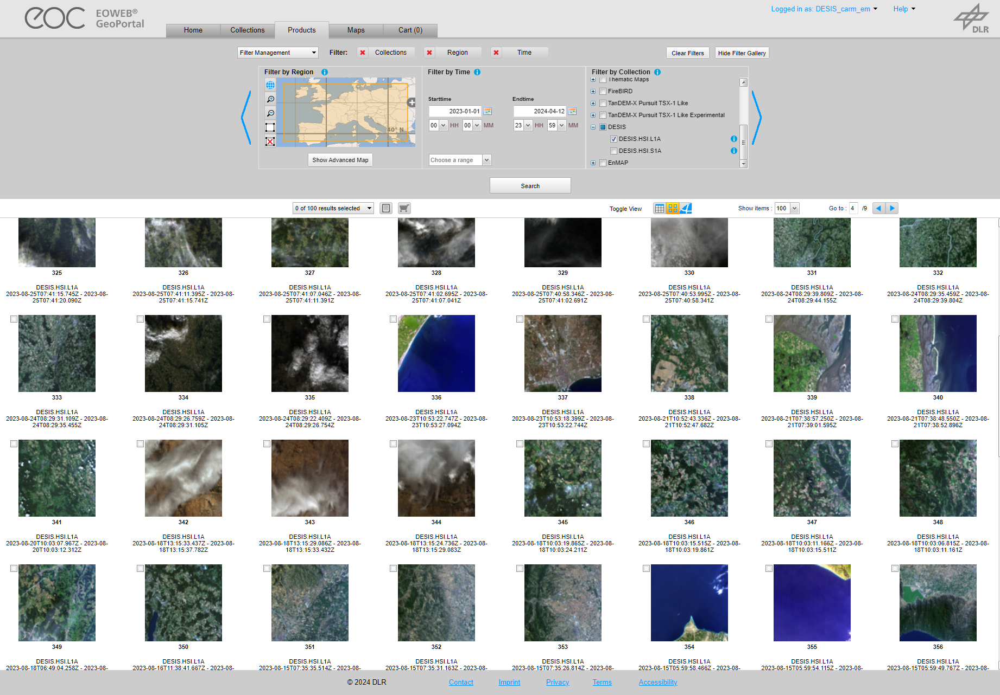 eoc EOWEB®
GeoPortal
Logged in as: DESIS_carm_em
Help
DLR
Home
Collections
Products
Maps
Cart (0)
Filter Management
Filter:
Collections
Region
Time
Clear Filters
Hide Filter Gallery
Filter by Region
40° N
Show Advanced Map
Filter by Time
Starttime
Endtime
2023-01-01
2024-04-12
00 HH 00 MM
23 HH 59 MM
Choose a range
Filter by Collection
Thematic Maps
FireBIRD
TanDEM-X Pursuit TSX-1 Like
TanDEM-X Pursuit TSX-1 Like Experimental
DESIS
DESIS.HSI.L1A
DESIS.HSI.S1A
EnMAP
Search
0 of 100 results selected
Toggle View
Show items : 100
Go to : 4 /9
325 326 327 328 329 330 331 332
DESIS.HSI.L1A DESIS.HSI.L1A DESIS.HSI.L1A DESIS.HSI.L1A DESIS.HSI.L1A DESIS.HSI.L1A DESIS.HSI.L1A DESIS.HSI.L1A
2023-08-25T07:41:15.745Z - 2023-08- 2023-08-25T07:41:11.395Z - 2023-08- 2023-08-25T07:41:07.046Z - 2023-08- 2023-08-25T07:41:02.695Z - 2023-08- 2023-08-25T07:40:58.346Z - 2023-08- 2023-08-25T07:40:53.995Z - 2023-08- 2023-08-24T08:29:39.809Z - 2023-08- 2023-08-24T08:29:35.459Z - 2023-08-
25T07:41:20.090Z 25T07:41:15.741Z 25T07:41:11.391Z 25T07:41:07.041Z 25T07:41:02.691Z 25T07:40:58.341Z 24T08:29:44.155Z 24T08:29:39.804Z
333 334 335 336 337 338 339 340
DESIS.HSI.L1A DESIS.HSI.L1A DESIS.HSI.L1A DESIS.HSI.L1A DESIS.HSI.L1A DESIS.HSI.L1A DESIS.HSI.L1A DESIS.HSI.L1A
2023-08-24T08:29:31.109Z - 2023-08- 2023-08-24T08:29:26.759Z - 2023-08- 2023-08-24T08:29:22.409Z - 2023-08- 2023-08-23T10:53:22.747Z - 2023-08- 2023-08-23T10:53:18.399Z - 2023-08- 2023-08-21T10:52:43.336Z - 2023-08- 2023-08-21T07:38:57.250Z - 2023-08- 2023-08-21T07:38:48.550Z - 2023-08-
24T08:29:35.455Z 24T08:29:31.105Z 24T08:29:26.754Z 23T10:53:27.094Z 23T10:53:22.744Z 21T10:52:47.682Z 21T07:39:01.595Z 21T07:38:52.896Z
341 342 343 344 345 346 347 348
DESIS.HSI.L1A DESIS.HSI.L1A DESIS.HSI.L1A DESIS.HSI.L1A DESIS.HSI.L1A DESIS.HSI.L1A DESIS.HSI.L1A DESIS.HSI.L1A
2023-08-20T10:03:07.967Z - 2023-08- 2023-08-18T13:15:33.437Z - 2023-08- 2023-08-18T13:15:29.086Z - 2023-08- 2023-08-18T13:15:24.736Z - 2023-08- 2023-08-18T10:03:19.865Z - 2023-08- 2023-08-18T10:03:15.515Z - 2023-08- 2023-08-18T10:03:11.166Z - 2023-08- 2023-08-18T10:03:06.815Z - 2023-08-
20T10:03:12.312Z 18T13:15:37.782Z 18T13:15:33.432Z 18T13:15:29.083Z 18T10:03:24.211Z 18T10:03:19.861Z 18T10:03:15.511Z 18T10:03:11.161Z
349 350 351 352 353 354 355 356
DESIS.HSI.L1A DESIS.HSI.L1A DESIS.HSI.L1A DESIS.HSI.L1A DESIS.HSI.L1A DESIS.HSI.L1A DESIS.HSI.L1A DESIS.HSI.L1A
2023-08-18T06:49:04.258Z - 2023-08- 2023-08-16T11:38:41.667Z - 2023-08- 2023-08-15T07:35:35.514Z - 2023-08- 2023-08-15T07:35:31.163Z - 2023-08- 2023-08-15T07:35:26.814Z - 2023-08- 2023-08-15T05:59:58.466Z - 2023-08- 2023-08-15T05:59:54.115Z - 2023-08- 2023-08-15T05:59:49.767Z - 2023-08-
© 2024 DLR
Contact
Imprint
Privacy
Terms
Accessibility